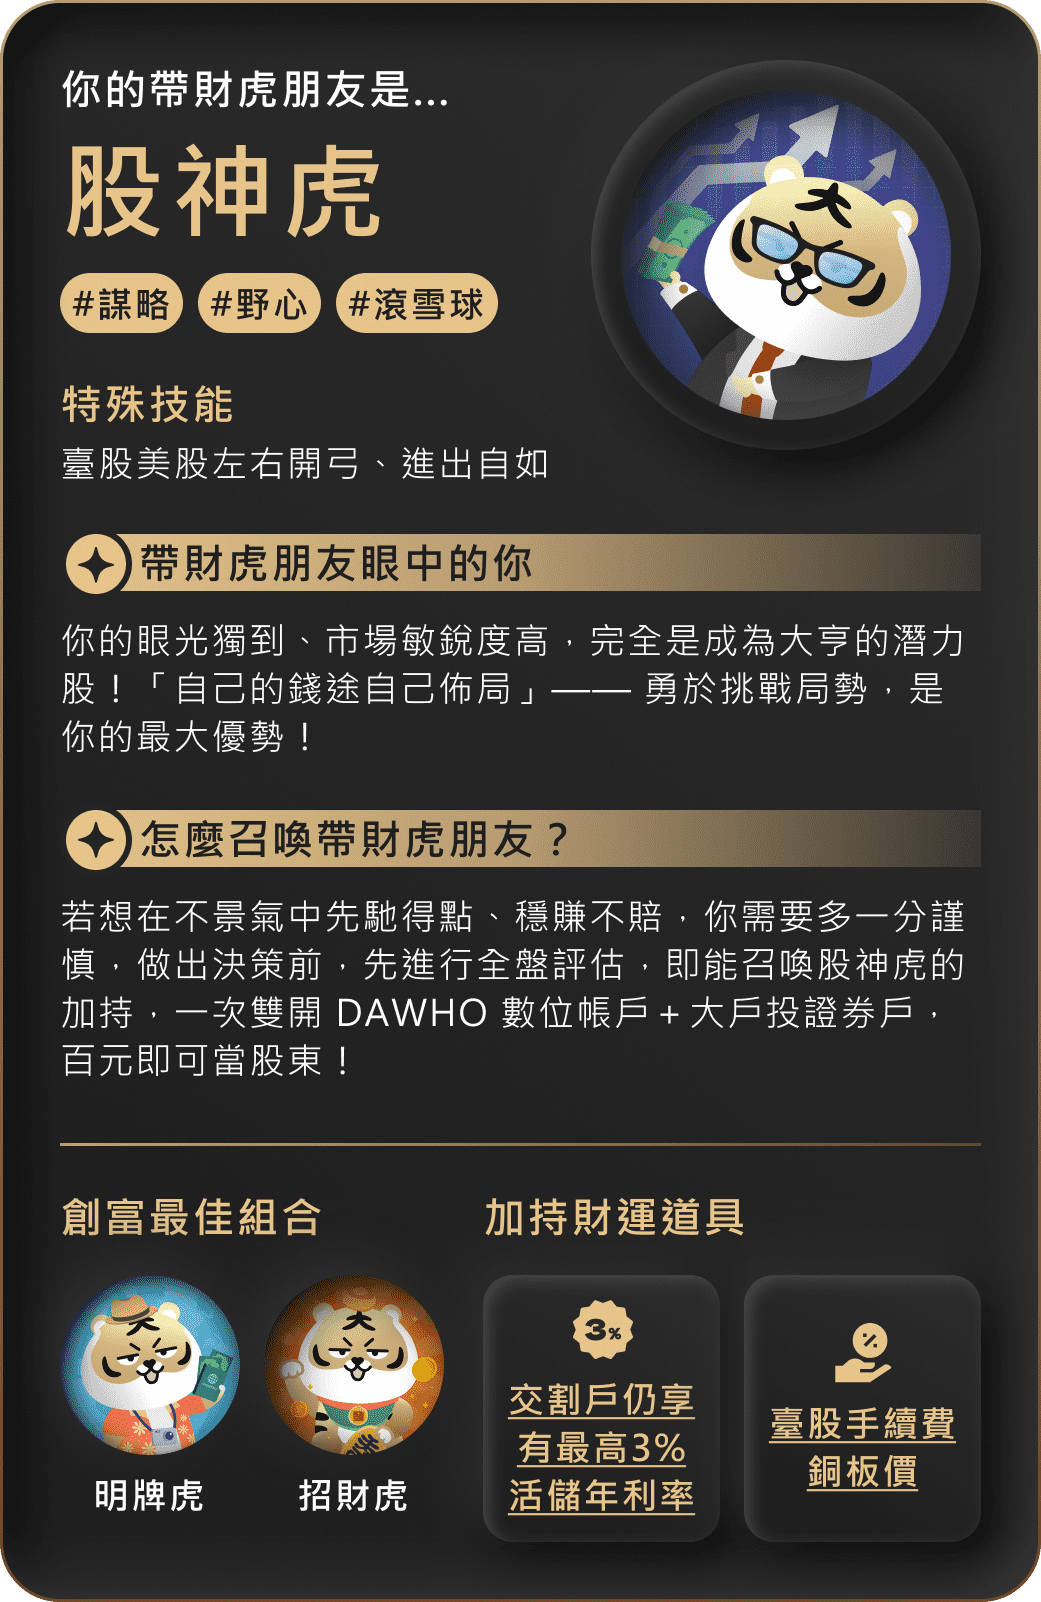 你的帶財虎朋友是...
股神虎
#謀略 #野心 #滾雪球
特殊技能
臺股美股左右開弓、進出自如
帶財虎朋友眼中的你
你的眼光獨到、市場敏銳度高，完全是成為大亨的潛力
股！「自己的錢途自己佈局」—— 勇於挑戰局勢，是
你的最大優勢！
怎麼召喚帶財虎朋友？
若想在不景氣中先馳得點、穩賺不賠，你需要多一分謹
慎，做出決策前，先進行全盤評估，即能召喚股神虎的
加持，一次雙開 DAWHO 數位帳戶+大戶投證券戶，
百元即可當股東！
創富最佳組合
明牌虎
招財虎
加持財運道具
3%
交割戶仍享
有最高3%
活儲年利率
%
臺股手續費
銅板價